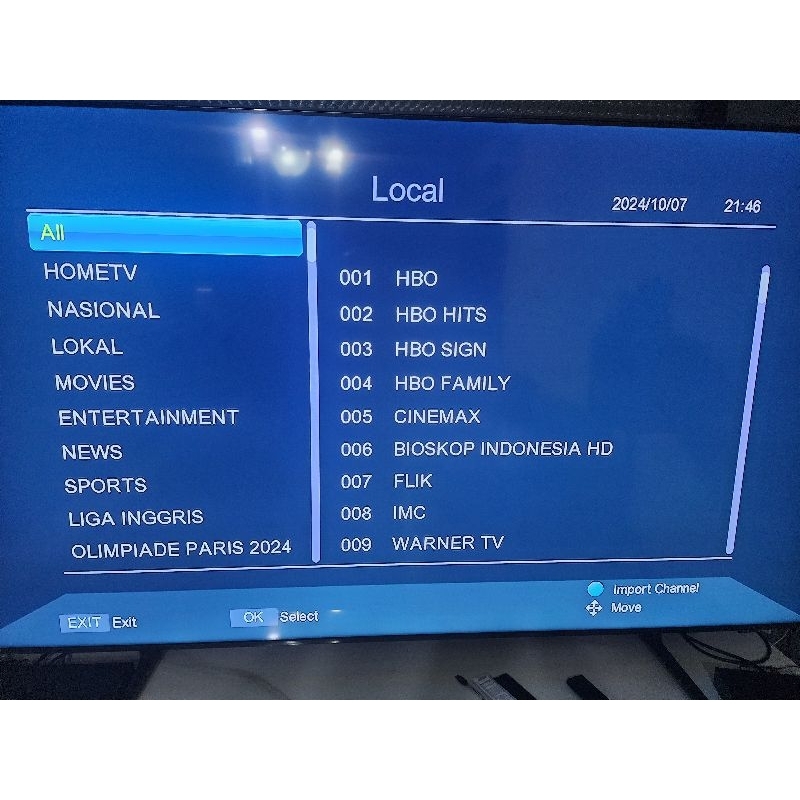 Local
2024/10/07 21:46
All
HOMETV
NASIONAL
LOKAL
MOVIES
ENTERTAINMENT
NEWS
SPORTS
LIGA INGGRIS
OLIMPIADE PARIS 2024
001 HBO
002 HBO HITS
003 HBO SIGN
004 HBO FAMILY
005 CINEMAX
006 BIOSKOP INDONESIA HD
007 FLIK
008 IMC
009 WARNER TV
Import Channel
EXIT Exit
OK Select
Move